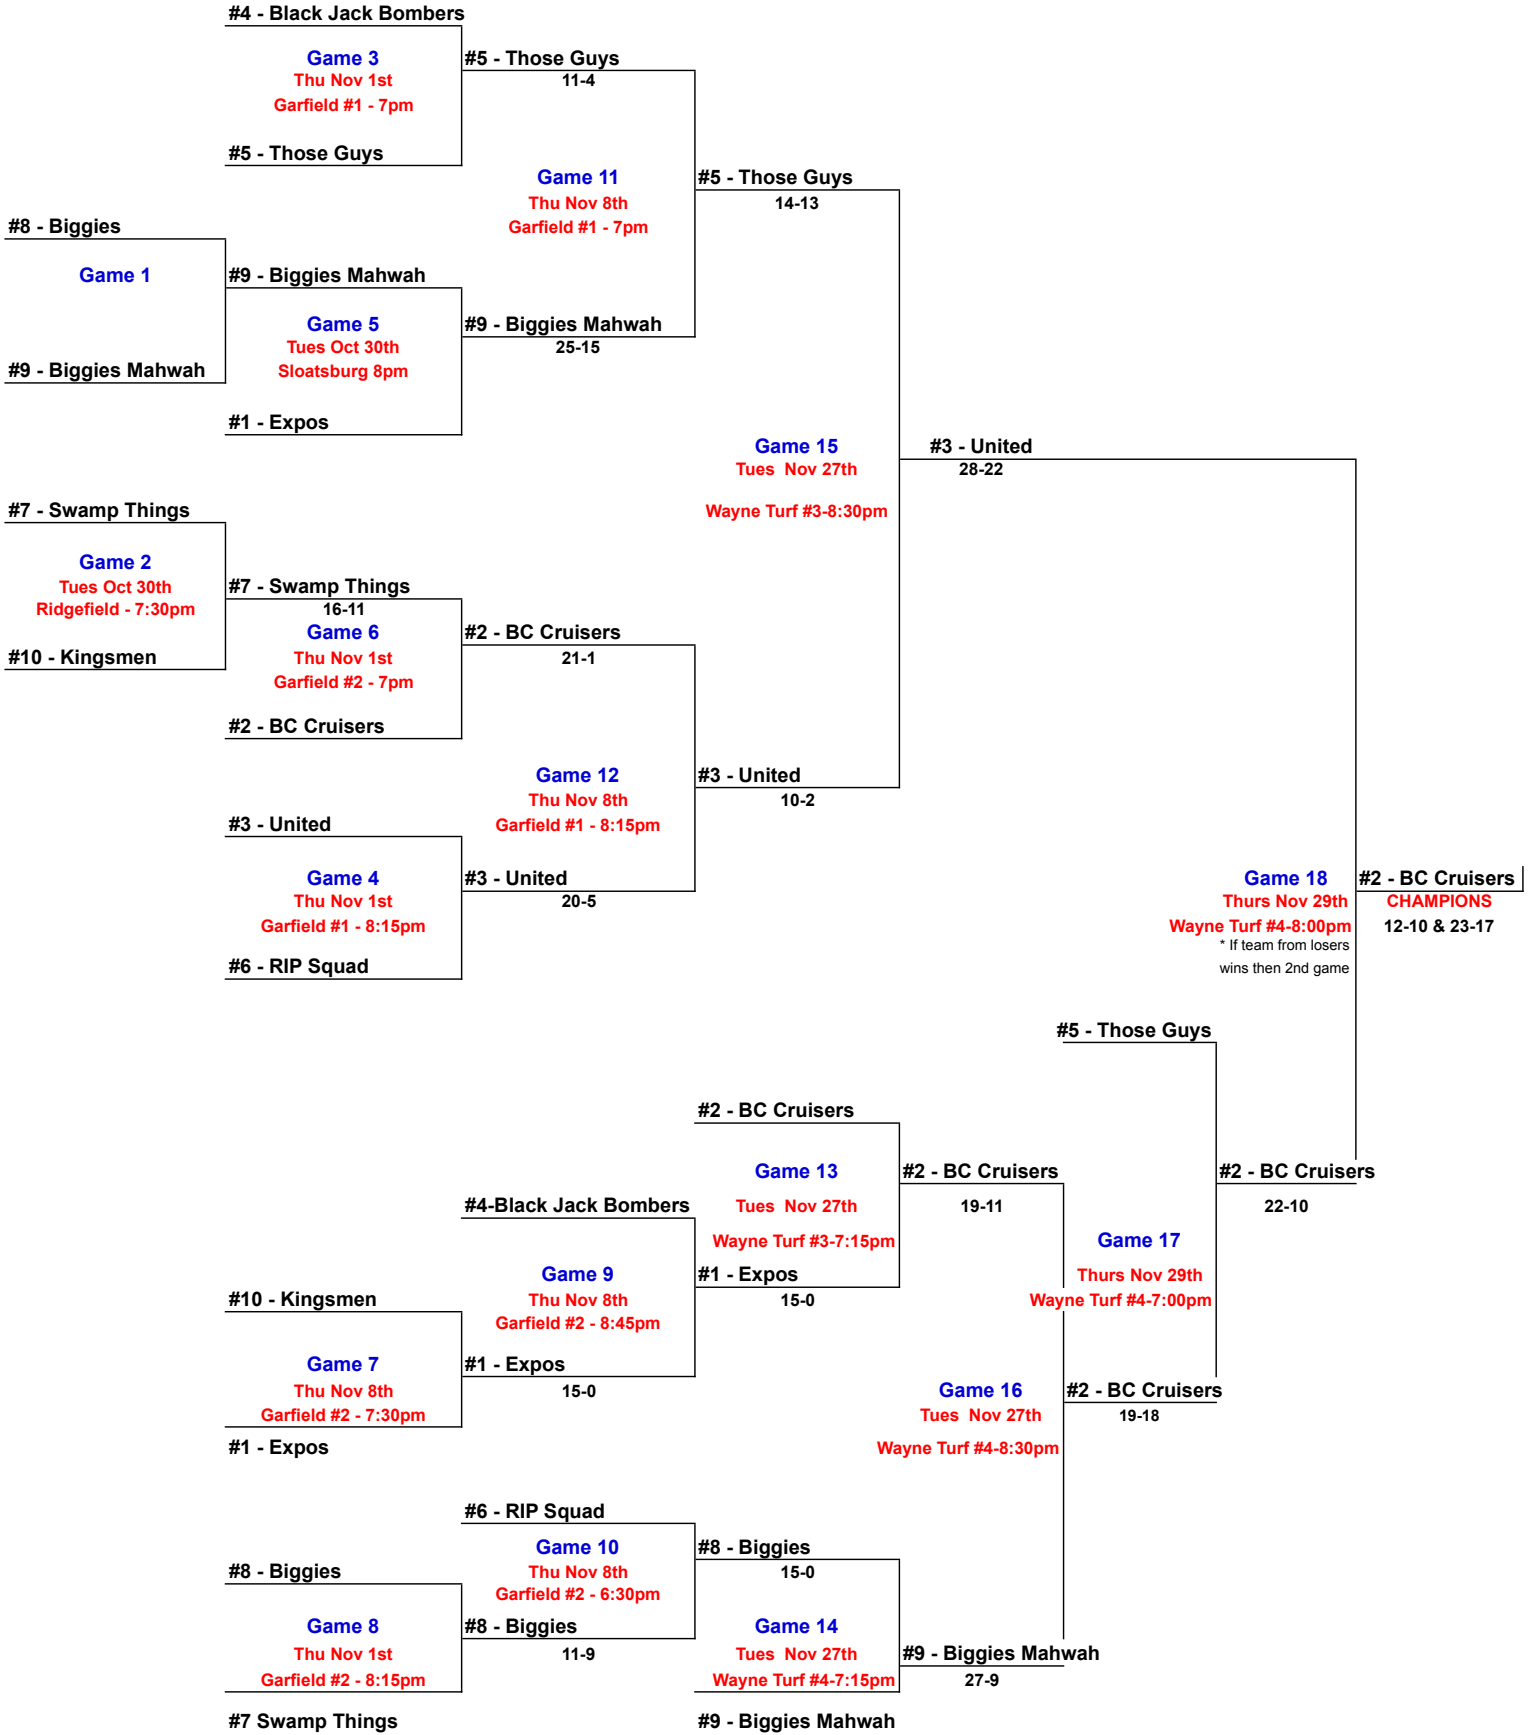 #4 - Black Jack Bombers
Game 3
Thu Nov 1st
Garfield #1 - 7pm
#5 - Those Guys
#5 - Those Guys
11-4
Game 11
Thu Nov 8th
Garfield #1 - 7pm
#5 - Those Guys
14-13
#8 - Biggies
Game 1
#9 - Biggies Mahwah
#9 - Biggies Mahwah
Game 5
Tues Oct 30th
Sloatsburg 8pm
#1 - Expos
#9 - Biggies Mahwah
25-15
Game 15
Tues Nov 27th
Wayne Turf #3-8:30pm
#3 - United
28-22
#7 - Swamp Things
Game 2
Tues Oct 30th
Ridgefield - 7:30pm
#10 - Kingsmen
#7 - Swamp Things
16-11
Game 6
Thu Nov 1st
Garfield #2 - 7pm
#2 - BC Cruisers
#2 - BC Cruisers
21-1
Game 12
Thu Nov 8th
Garfield #1 - 8:15pm
#3 - United
10-2
#3 - United
Game 4
Thu Nov 1st
Garfield #1 - 8:15pm
#6 - RIP Squad
#3 - United
20-5
Game 18
Thurs Nov 29th
Wayne Turf #4-8:00pm
* If team from losers
wins then 2nd game
#2 - BC Cruisers
CHAMPIONS
12-10 & 23-17
#5 - Those Guys
#2 - BC Cruisers
Game 13
Tues Nov 27th
Wayne Turf #3-7:15pm
#2 - BC Cruisers
19-11
#2 - BC Cruisers
22-10
Game 17
Thurs Nov 29th
Wayne Turf #4-7:00pm
#4-Black Jack Bombers
Game 9
Thu Nov 8th
Garfield #2 - 8:45pm
#1 - Expos
15-0
#10 - Kingsmen
Game 7
Thu Nov 8th
Garfield #2 - 7:30pm
#1 - Expos
#1 - Expos
15-0
Game 16
Tues Nov 27th
Wayne Turf #4-8:30pm
#2 - BC Cruisers
19-18
#6 - RIP Squad
Game 10
Thu Nov 8th
Garfield #2 - 6:30pm
#8 - Biggies
15-0
#8 - Biggies
Game 8
Thu Nov 1st
Garfield #2 - 8:15pm
#7 Swamp Things
#8 - Biggies
11-9
Game 14
Tues Nov 27th
Wayne Turf #4-7:15pm
#9 - Biggies Mahwah
#9 - Biggies Mahwah
27-9